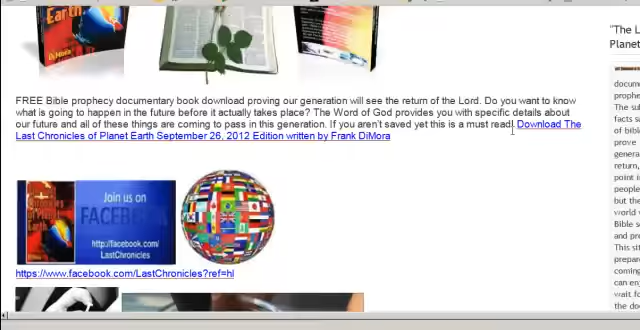 Earth.
"The L
Planet
FREE Bible prophecy documentary book download proving our generation will see the return of the Lord. Do you want to know
what is going to happen in the future before it actually takes place? The Word of God provides you with specific details about
our future and all of these things are coming to pass in this generation. If you aren't saved yet this is a must read! Download The
Last Chronicles of Planet Earth September 26, 2012 Edition written by Frank DiMora
Join us on
FACEBOOK
http://facebook.com/
LastChronicles
https://www.facebook.com/LastChronicles?ref=hl
docume
prophe
The su
facts su
of bibl
prove
genera
return,
point i
people
but the
world
Bible s
and pr
This sit
prepar
coming
can en
wait fo
the do